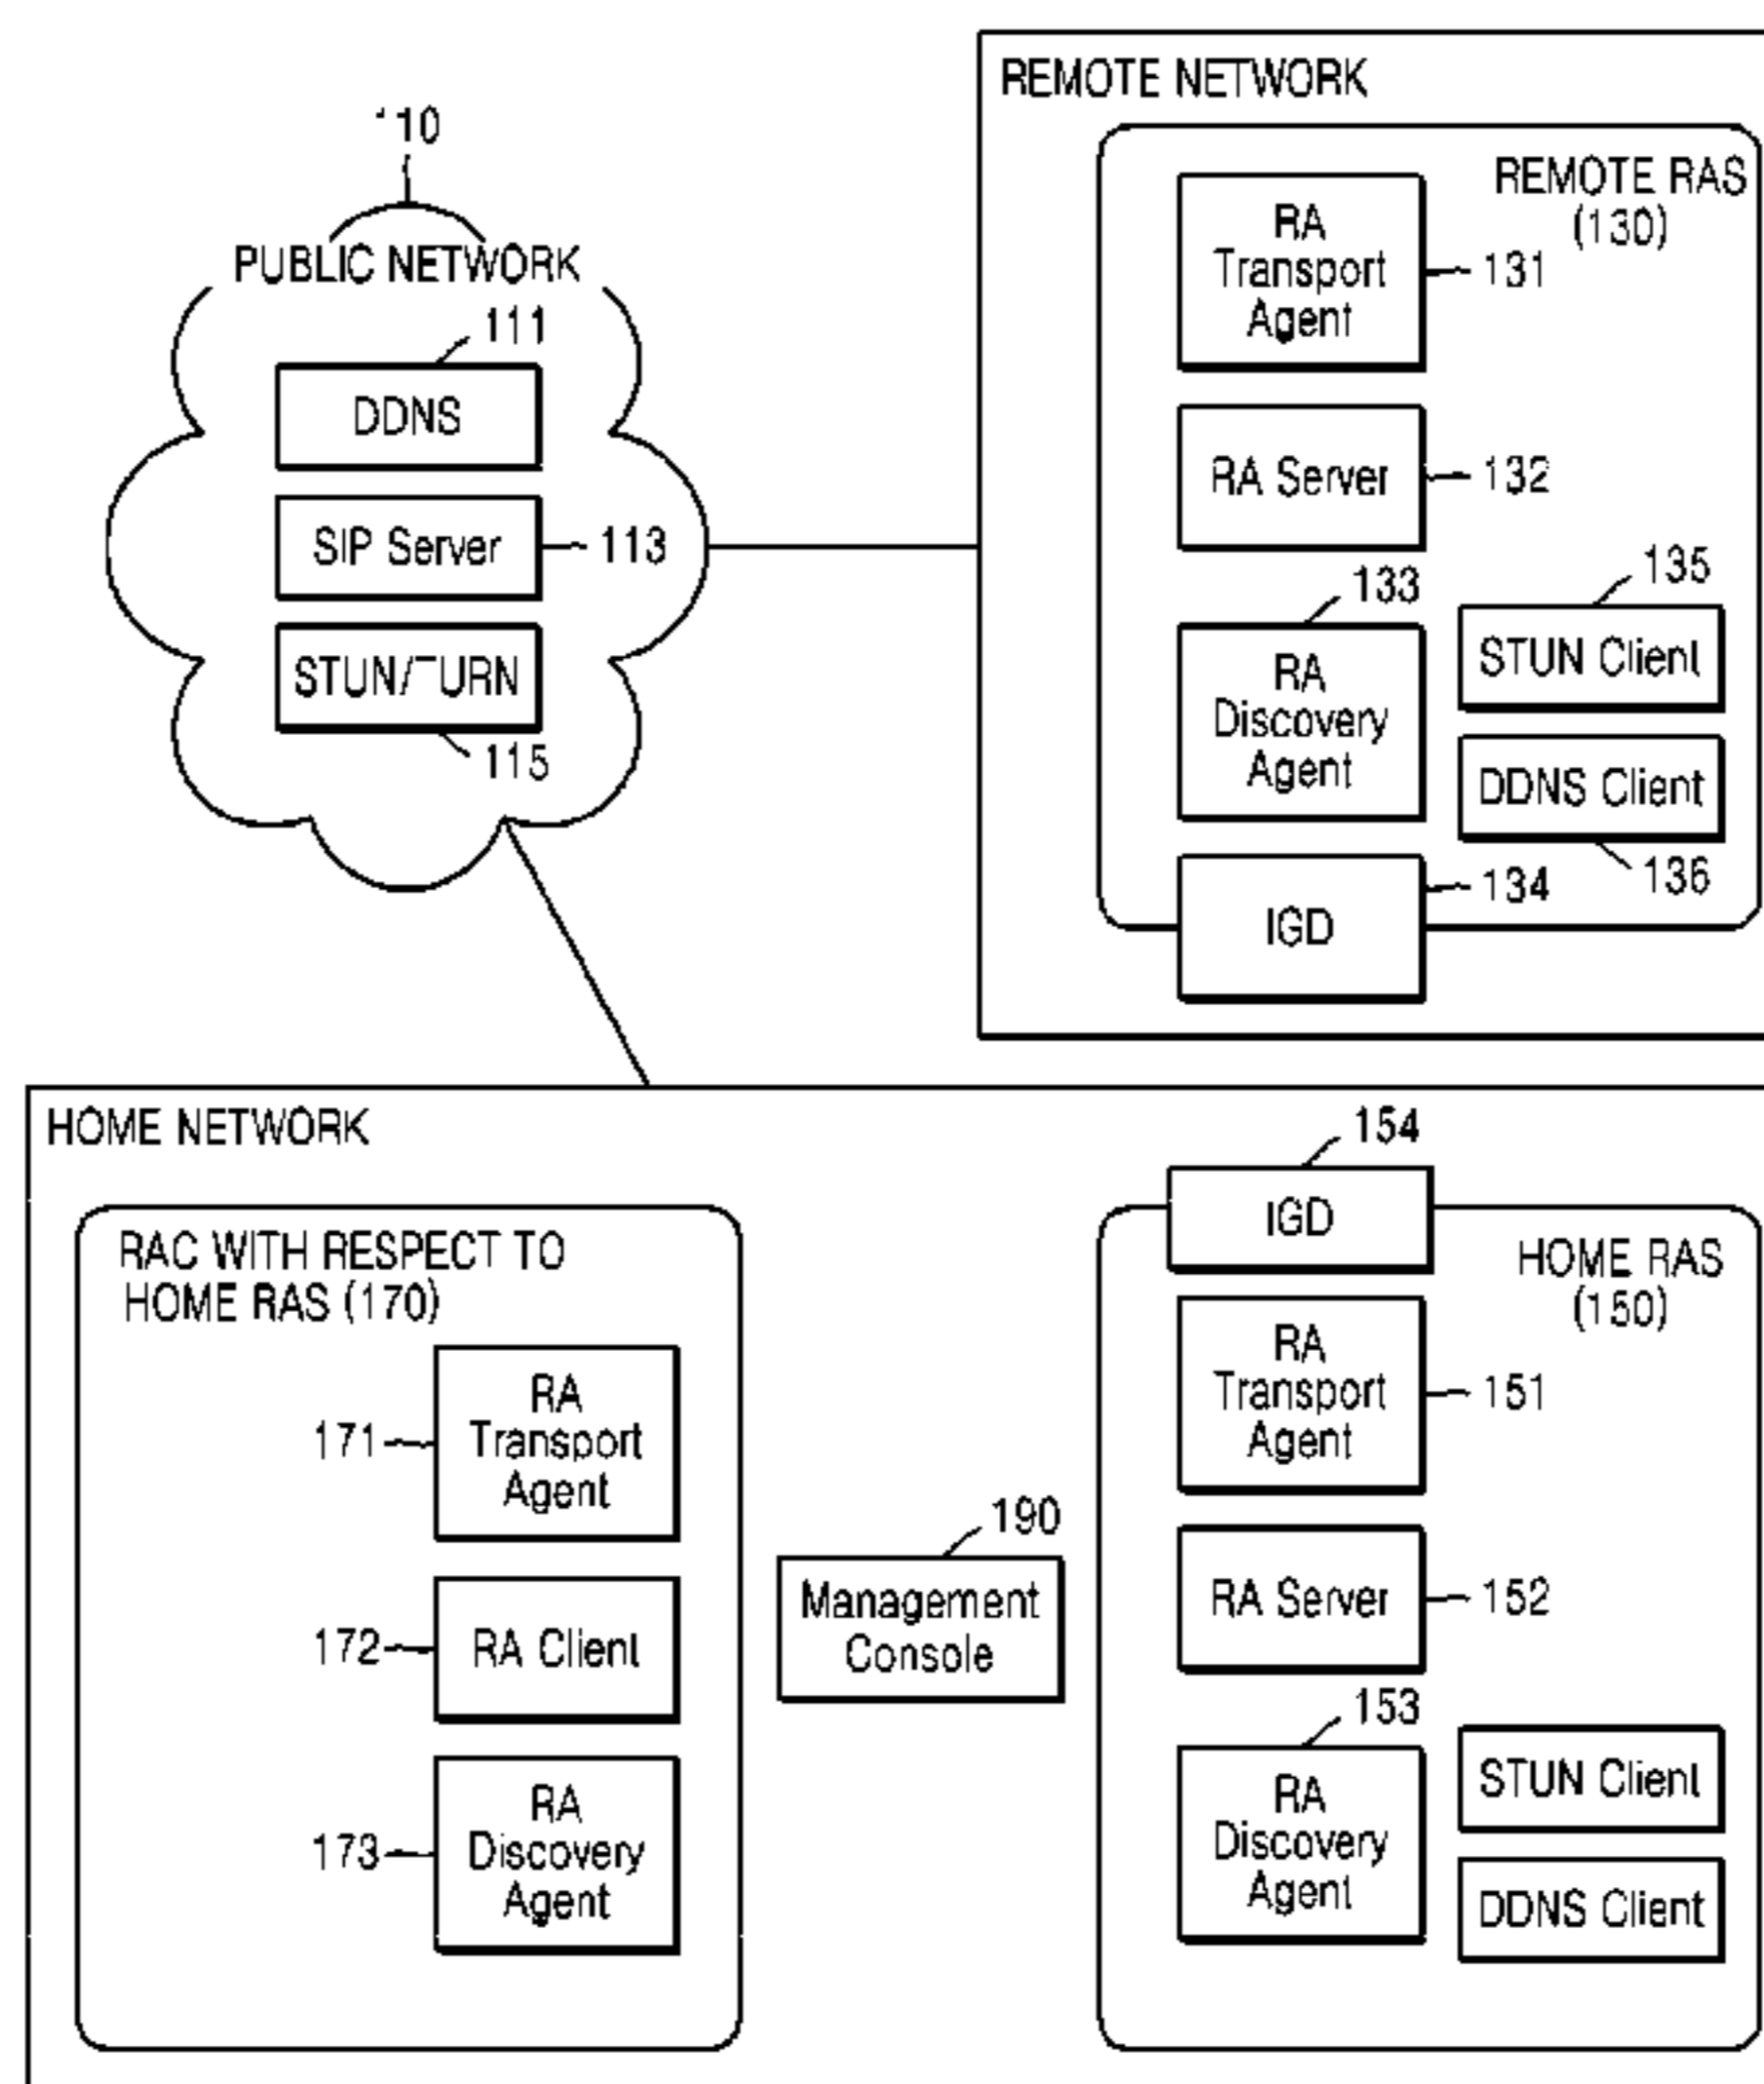 110
PUBLIC NETWORK
111
DDNS
SIP Server
113
STUN/TURN
115
REMOTE NETWORK
REMOTE RAS
(130)
RA
Transport
Agent
131
RA Server
132
133
RA
Discovery
Agent
135
STUN Client
DDNS Client
136
IGD
134
HOME NETWORK
RAC WITH RESPECT TO
HOME RAS (170)
171
RA
Transport
Agent
172
RA Client
173
RA
Discovery
Agent
190
Management
Console
154
IGD
HOME RAS
(150)
RA
Transport
Agent
151
RA Server
152
153
RA
Discovery
Agent
STUN Client
DDNS Client